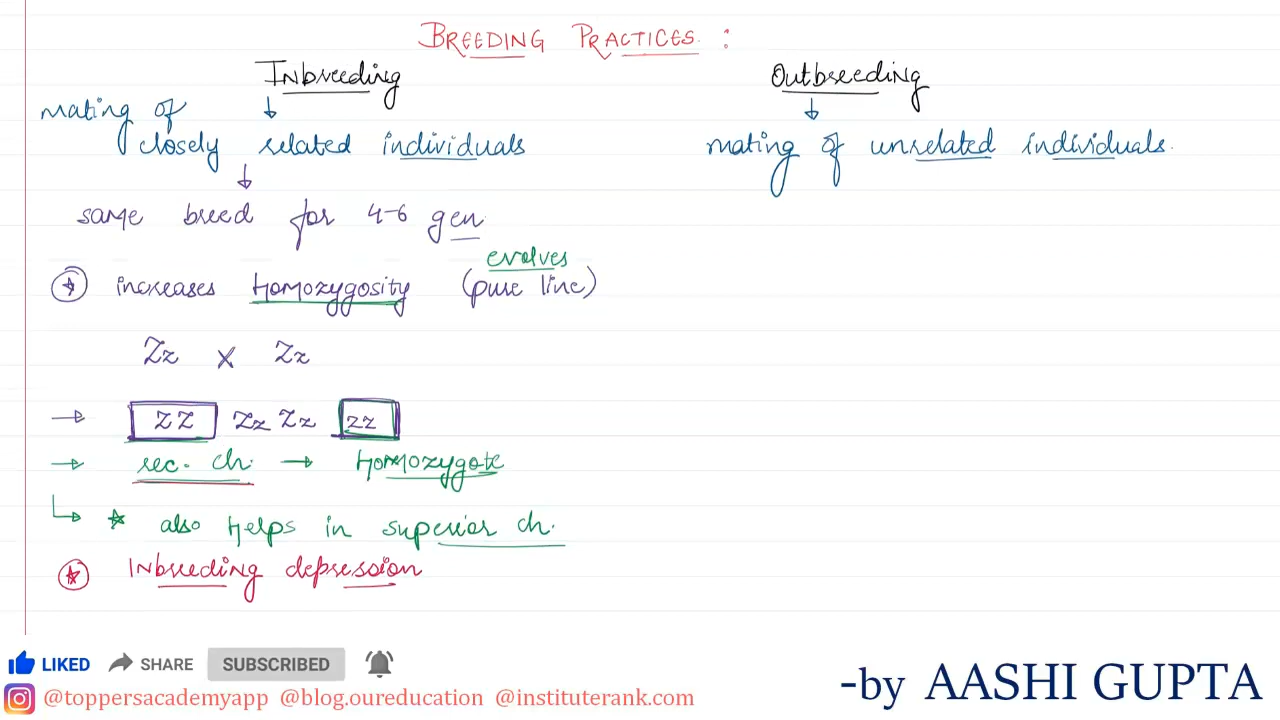 BREEDING PRACTICES :
Inbreeding
mating of
closely related individuals
same breed for 4-6 gen
increases Homozygosity (pure line)
evolves
Zz x Zz
ZZ Zz Zz zz
rec. ch. → Homozygote
also Helps in superior ch.
Inbreeding depression
Outbreeding
mating of unrelated individuals.
LIKED SHARE SUBSCRIBED
@toppersacademyapp @blog.oureducation @instituterank.com
-by AASHI GUPTA